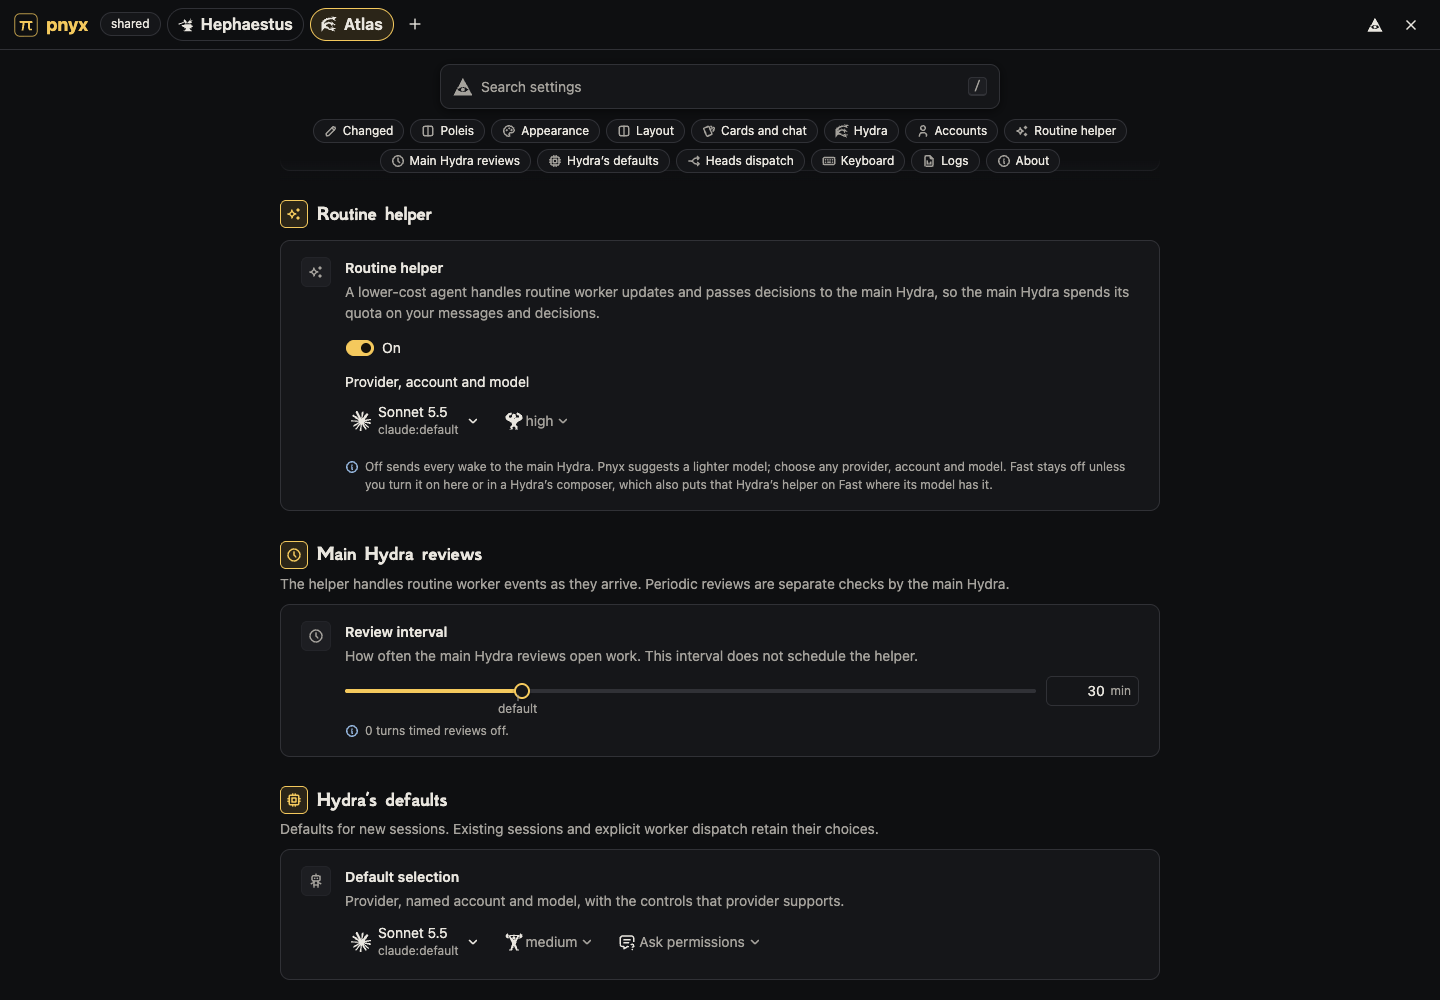 π pnyx shared Hephaestus Atlas +
Search settings /
Changed Poleis Appearance Layout Cards and chat Hydra Accounts Routine helper
Main Hydra reviews Hydra’s defaults Heads dispatch Keyboard Logs About
Routine helper
Routine helper
A lower-cost agent handles routine worker updates and passes decisions to the main Hydra, so the main Hydra spends its
quota on your messages and decisions.
On
Provider, account and model
Sonnet 5.5
claude:default
high
Off sends every wake to the main Hydra. Pnyx suggests a lighter model; choose any provider, account and model. Fast stays off unless
you turn it on here or in a Hydra’s composer, which also puts that Hydra’s helper on Fast where its model has it.
Main Hydra reviews
The helper handles routine worker events as they arrive. Periodic reviews are separate checks by the main Hydra.
Review interval
How often the main Hydra reviews open work. This interval does not schedule the helper.
30 min
default
0 turns timed reviews off.
Hydra’s defaults
Defaults for new sessions. Existing sessions and explicit worker dispatch retain their choices.
Default selection
Provider, named account and model, with the controls that provider supports.
Sonnet 5.5
claude:default
medium
Ask permissions